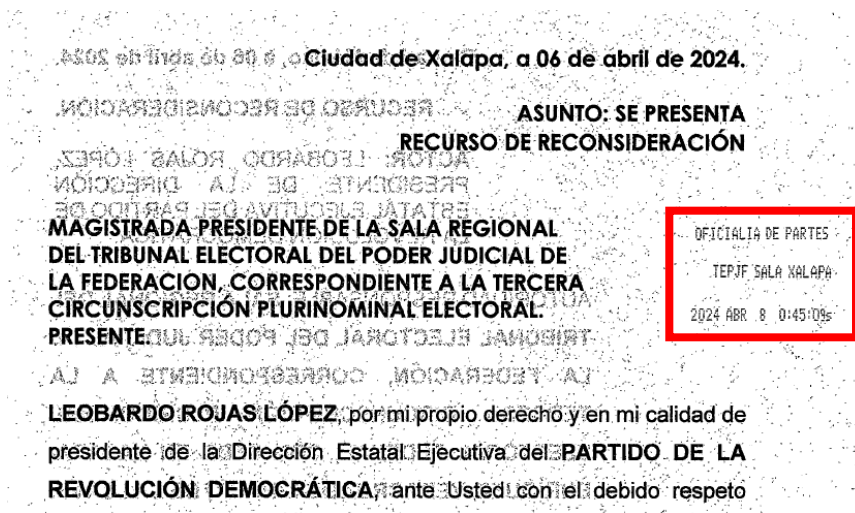 Ciudad de Xalapa, a 06 de abril de 2024.
ASUNTO: SE PRESENTA
RECURSO DE RECONSIDERACIÓN
MAGISTRADA PRESIDENTE DE LA SALA REGIONAL
DEL TRIBUNAL ELECTORAL DEL PODER JUDICIAL DE
LA FEDERACION, CORRESPONDIENTE A LA TERCERA
CIRCUNSCRIPCIÓN PLURINOMINAL ELECTORAL.
PRESENTE.
OFICIALIA DE PARTES
TEPJF SALA XALAPA
2024 ABR 8 0:45:09s
LEOBARDO ROJAS LÓPEZ, por mi propio derecho y en mi calidad de
presidente de la Dirección Estatal Ejecutiva del PARTIDO DE LA
REVOLUCIÓN DEMOCRÁTICA, ante Usted con el debido respeto